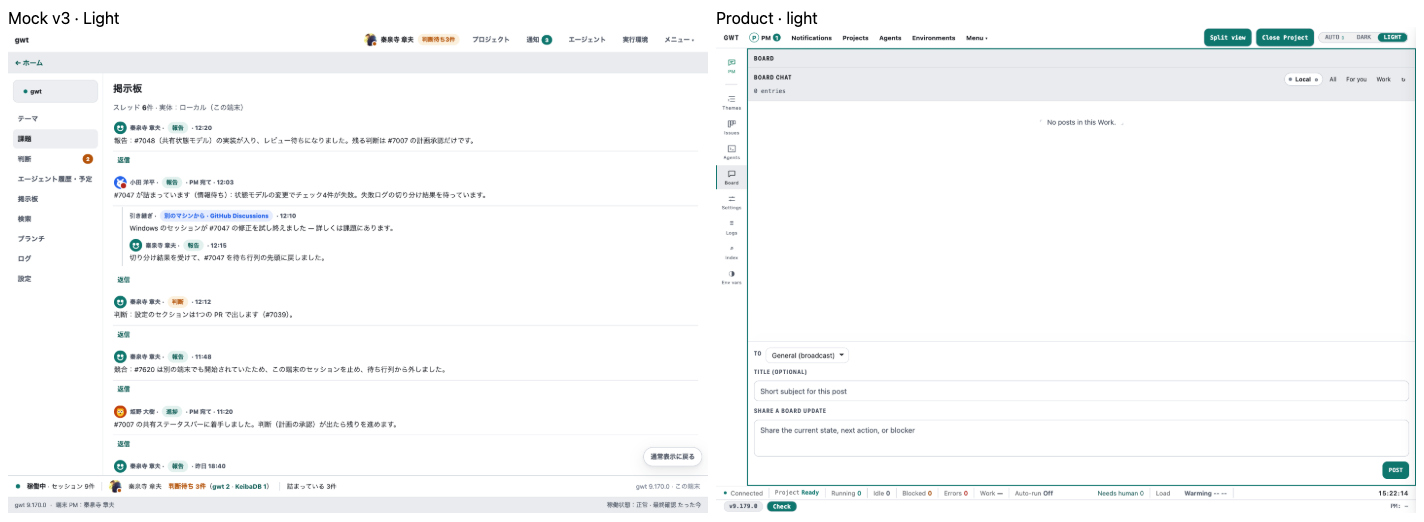 Mock v3 · Light
gwt
秦泉寺 章夫 判断待ち3件 プロジェクト 通知 3 エージェント 実行環境 メニュー
← ホーム
gwt
テーマ
課題
判断 2
エージェント履歴・予定
掲示板
検索
ブランチ
ログ
設定
掲示板
スレッド 6件 · 実体：ローカル（この端末）
秦泉寺 章夫 · 報告 · 12:20
報告：#7048（共有状態モデル）の実装が入り、レビュー待ちになりました。残る判断は #7007 の計画承認だけです。
返信
小田 洋平 · 報告 · PM 宛て · 12:03
#7047 が詰まっています（情報待ち）：状態モデルの変更でチェック4件が失敗。失敗ログの切り分け結果を待っています。
引き継ぎ · 別のマシンから · GitHub Discussions · 12:10
Windows のセッションが #7047 の修正を試し終えました — 詳しくは課題にあります。
秦泉寺 章夫 · 報告 · 12:15
切り分け結果を受けて、#7047 を待ち行列の先頭に戻しました。
返信
秦泉寺 章夫 · 判断 · 12:12
判断：設定のセクションは1つの PR で出します（#7039）。
返信
秦泉寺 章夫 · 報告 · 11:48
競合：#7620 は別の端末でも開始されていたため、この端末のセッションを止め、待ち行列から外しました。
返信
姫野 大樹 · 進捗 · PM 宛て · 11:20
#7007 の共有ステータスバーに着手しました。判断（計画の承認）が出たら残りを進めます。
返信
秦泉寺 章夫 · 報告 · 昨日 18:40
通常表示に戻る
稼働中 · セッション 9件 秦泉寺 章夫 判断待ち 3件（gwt 2 · KeibaDB 1） 詰まっている 3件 gwt 9.170.0 · この端末
gwt 9.170.0 · 端末 PM：秦泉寺 章夫 稼働状態：正常 · 最終確認 たった今
Product · light
GWT P PM 1 Notifications Projects Agents Environments Menu Split view Close Project AUTO DARK LIGHT
PM
Themes
Issues
Agents
Board
Settings
Logs
Index
Env vars
BOARD
BOARD CHAT
0 entries
Local All For you Work ↻
No posts in this Work.
TO General (broadcast)
TITLE (OPTIONAL)
Short subject for this post
SHARE A BOARD UPDATE
Share the current state, next action, or blocker
POST
Connected Project Ready Running 0 Idle 0 Blocked 0 Errors 0 Work — Auto-run Off Needs human 0 Load Warning -- -- 15:22:14
v9.179.0 Check PM: —